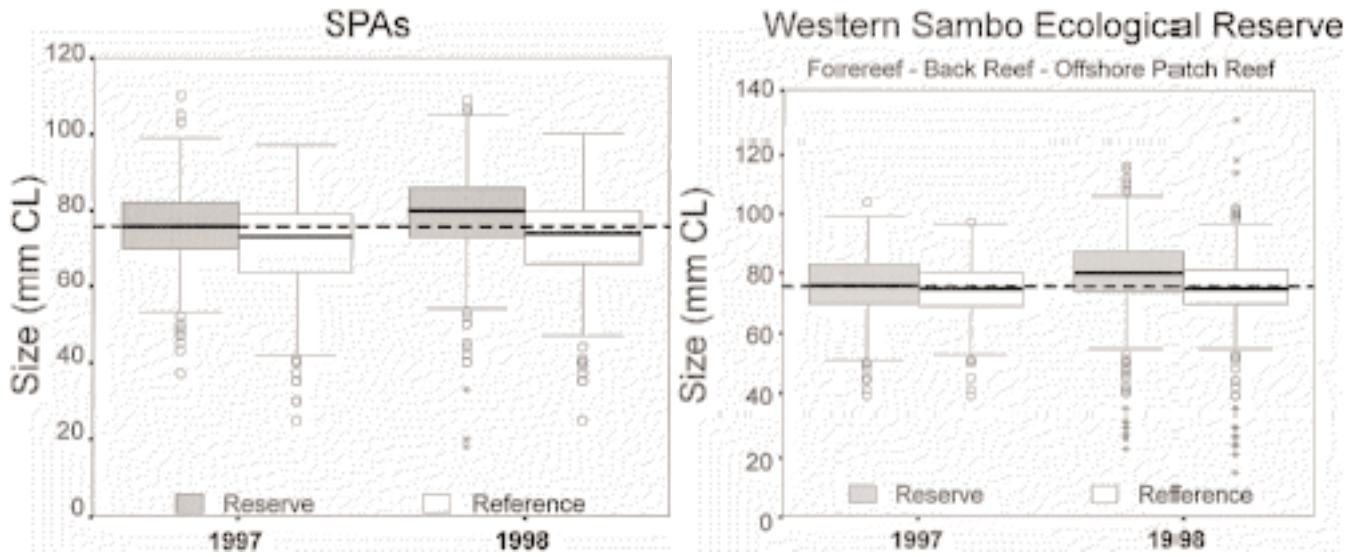 SPAs
Size (mm CL)
120
100
80
60
40
20
0
Reserve
Reference
1997
1998
Western Sambo Ecological Reserve
Forereef - Back Reef - Offshore Patch Reef
Size (mm CL)
140
120
100
80
60
40
20
0
Reserve
Reference
1997
1998